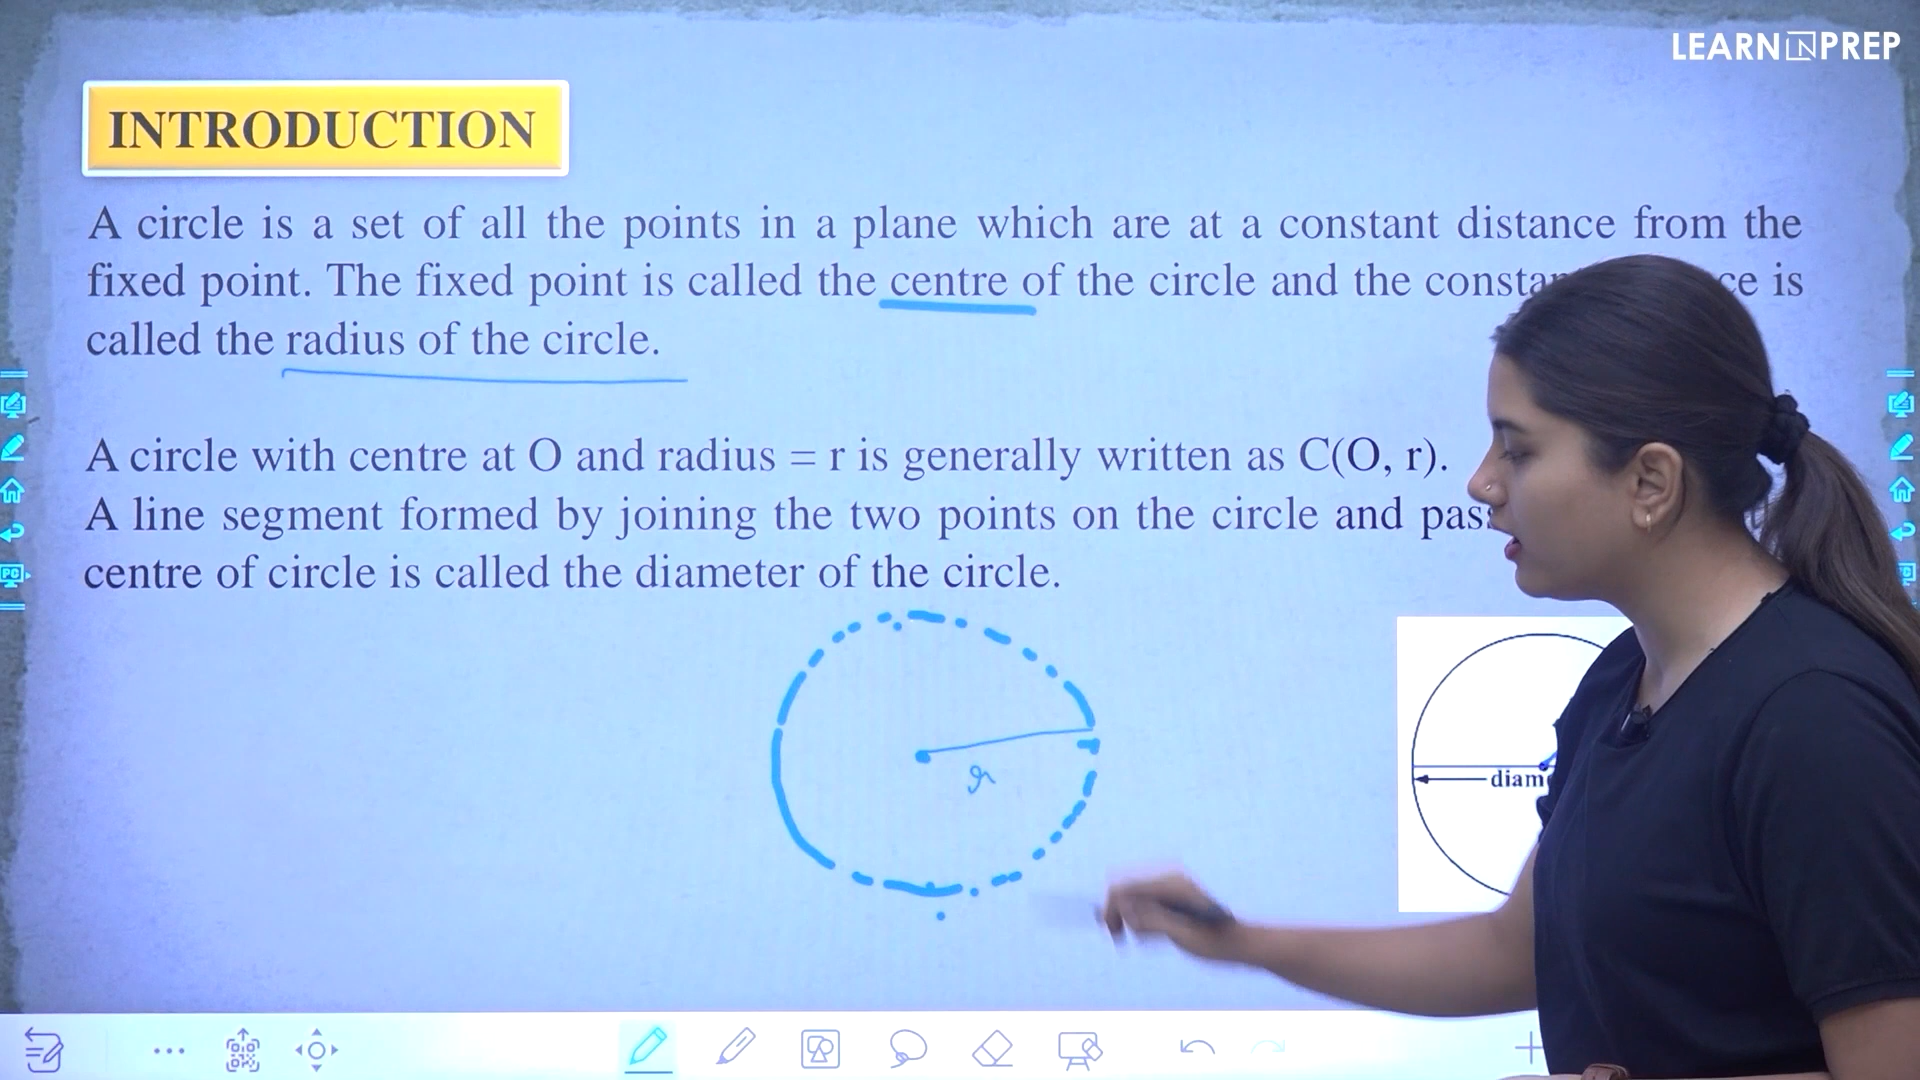 LEARN IN PREP
INTRODUCTION
A circle is a set of all the points in a plane which are at a constant distance from the
fixed point. The fixed point is called the centre of the circle and the is
called the radius of the circle.
A circle with centre at O and radius = r is generally written as C(O, r).
A line segment formed by joining the two points on the circle and
centre of circle is called the diameter of the circle.
r